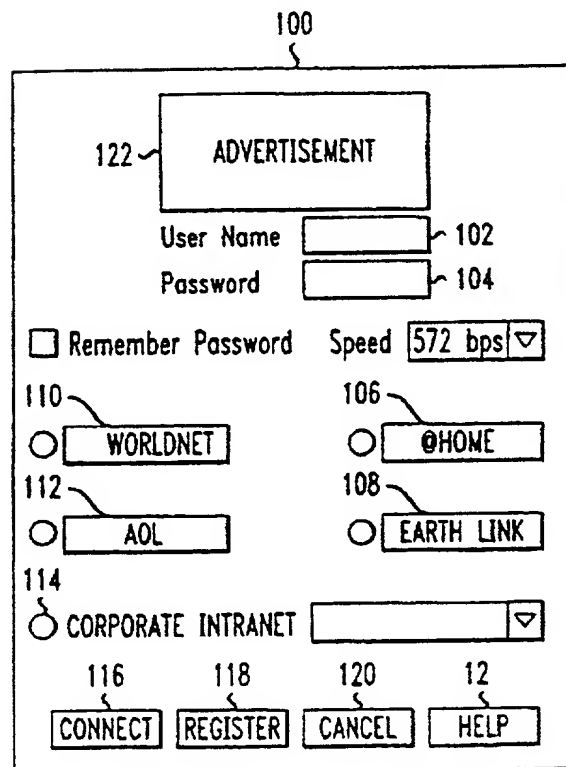 100
122 ADVERTISEMENT
User Name 102
Password 104
Remember Password Speed 572 bps
110 106
WORLDNET @HOME
112 108
AOL EARTH LINK
114
CORPORATE INTRANET
116 118 120 12
CONNECT REGISTER CANCEL HELP